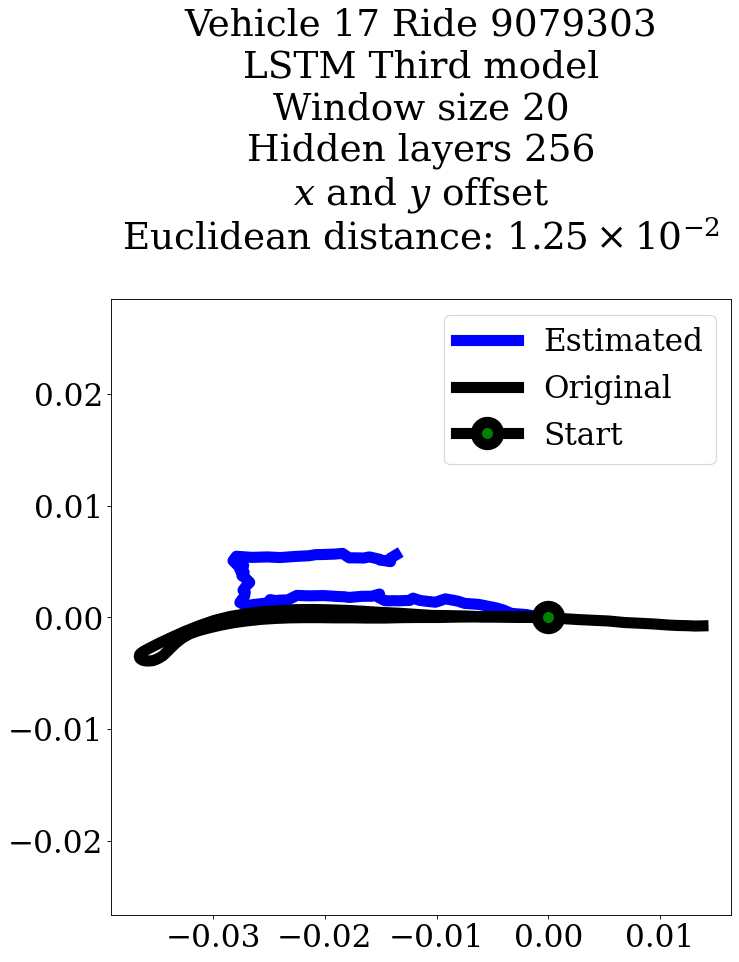 Vehicle 17 Ride 9079303
LSTM Third model
Window size 20
Hidden layers 256
x and y offset
Euclidean distance: 1.25 × 10⁻²
Estimated
Original
Start
0.02
0.01
0.00
−0.01
−0.02
−0.03 −0.02 −0.01 0.00 0.01